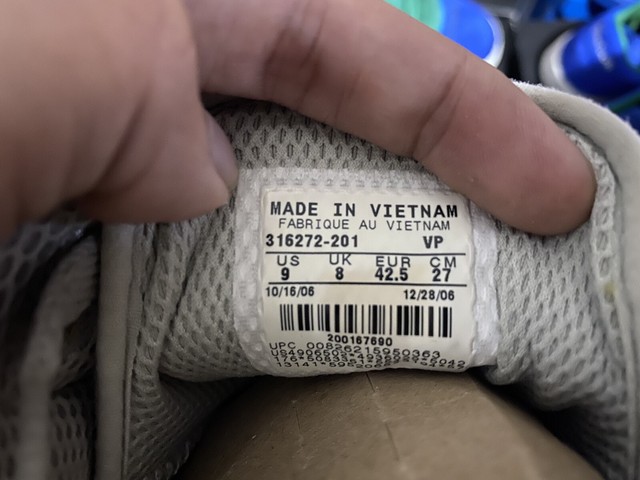 MADE IN VIETNAM
FABRIQUE AU VIETNAM
316272-201 VP
US UK EUR CM
9 8 42.5 27
10/16/06 12/28/06
200167690
UPC 00826215950363